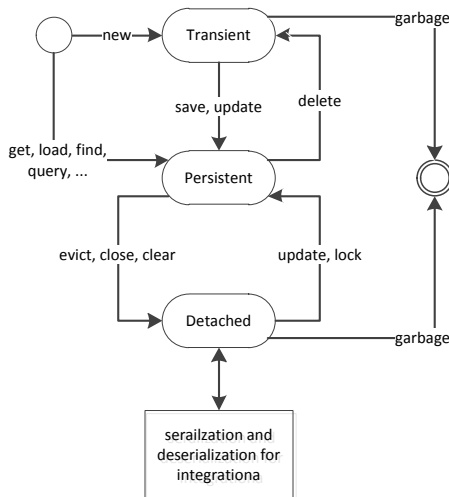 new
Transient
garbage
save, update
delete
get, load, find,
query, ...
Persistent
evict, close, clear
update, lock
Detached
garbage
serailzation and
deserialization for
integrationa